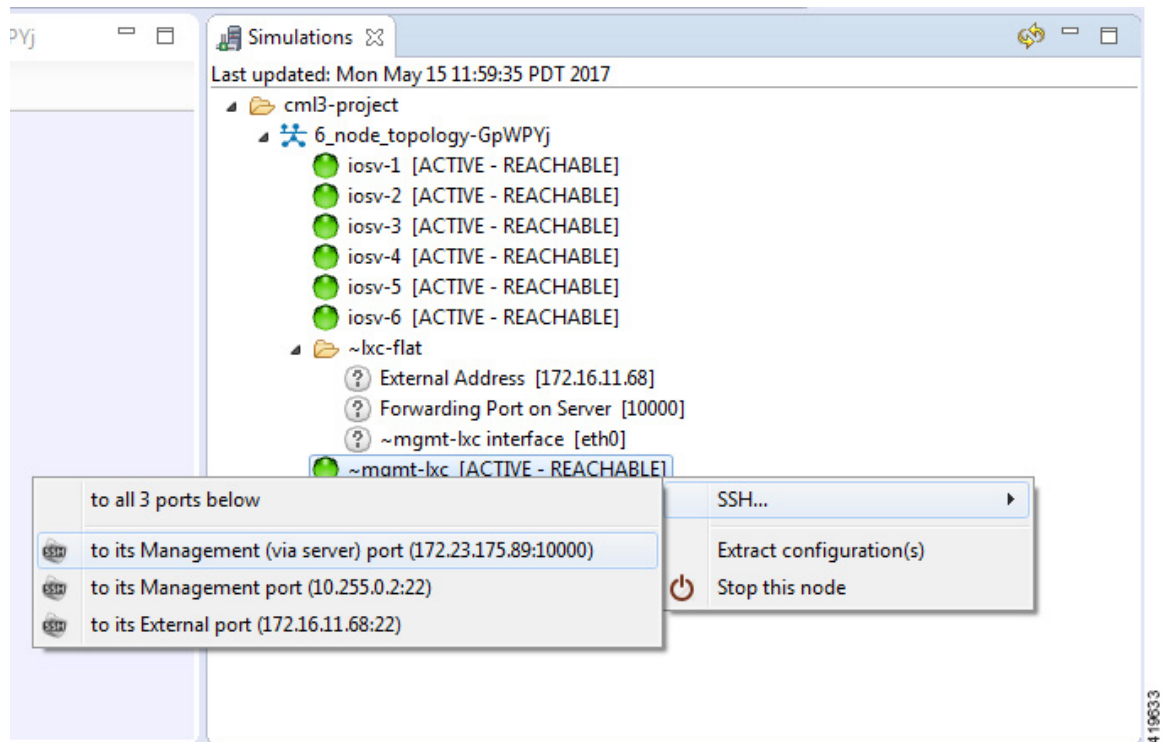 PYj
Simulations
Last updated: Mon May 15 11:59:35 PDT 2017
cml3-project
6_node_topology-GpWPYj
iosv-1 [ACTIVE - REACHABLE]
iosv-2 [ACTIVE - REACHABLE]
iosv-3 [ACTIVE - REACHABLE]
iosv-4 [ACTIVE - REACHABLE]
iosv-5 [ACTIVE - REACHABLE]
iosv-6 [ACTIVE - REACHABLE]
~lxc-flat
External Address [172.16.11.68]
Forwarding Port on Server [10000]
~mgmt-lxc interface [eth0]
~mgmt-lxc [ACTIVE - REACHABLE]
to all 3 ports below
SSH...
SSH to its Management (via server) port (172.23.175.89:10000)
Extract configuration(s)
SSH to its Management port (10.255.0.2:22)
Stop this node
SSH to its External port (172.16.11.68:22)
419633